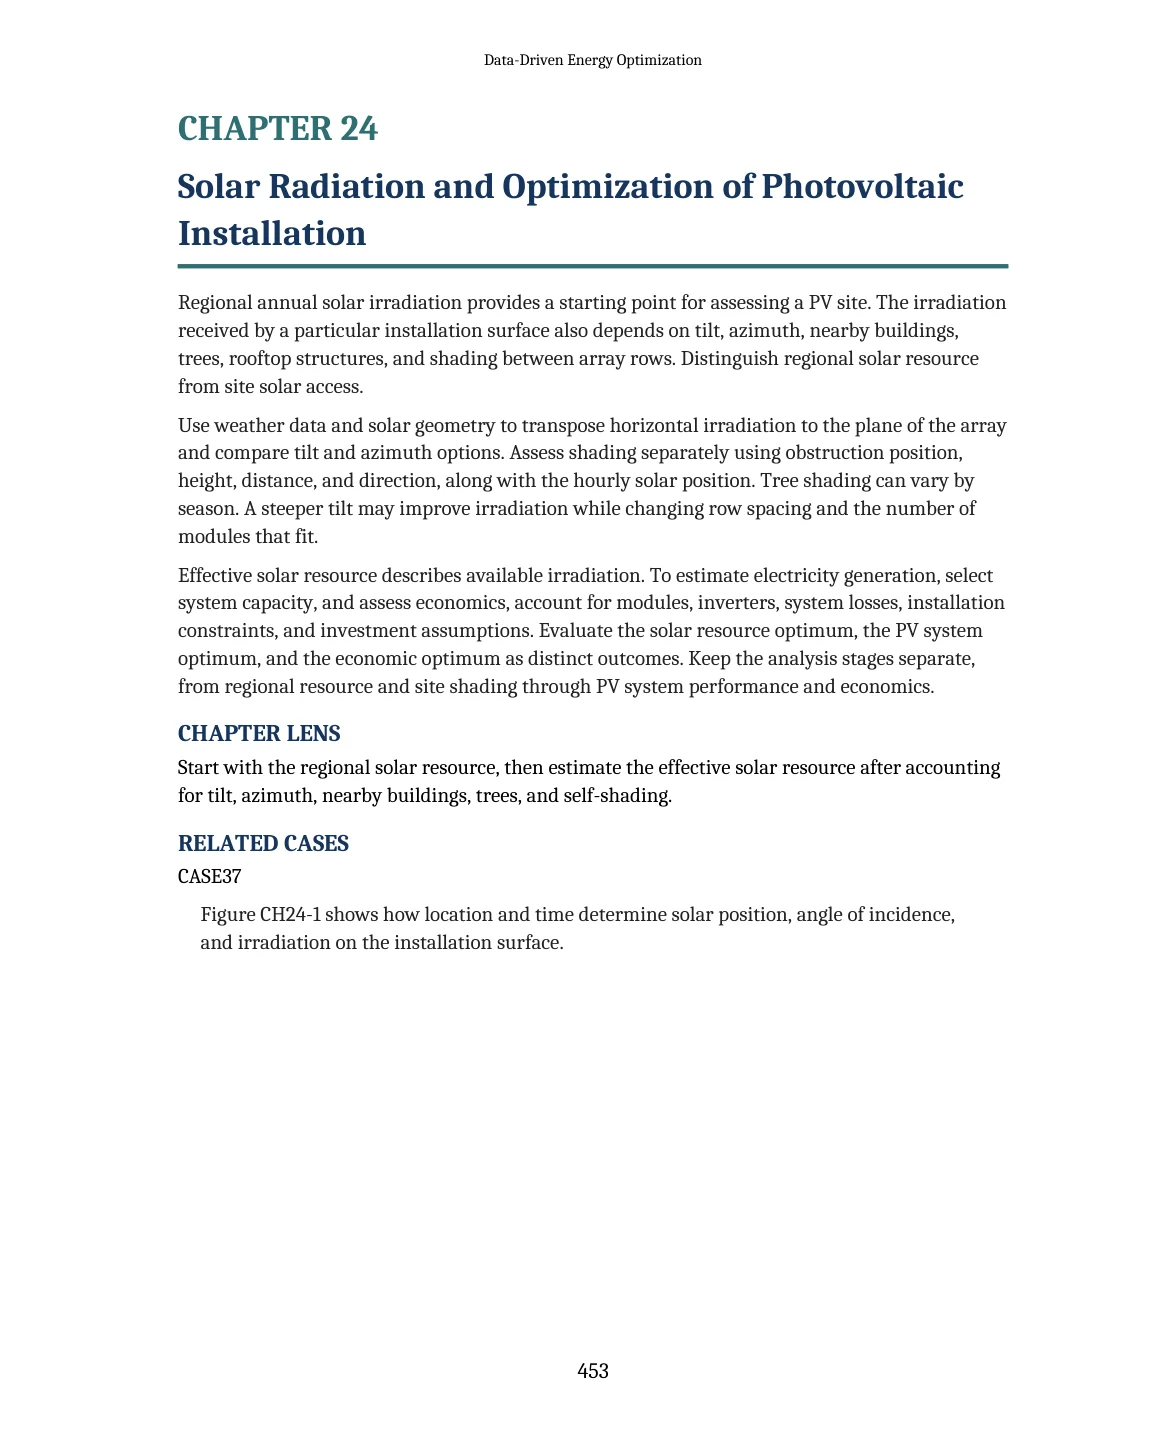 Data-Driven Energy Optimization
CHAPTER 24
Solar Radiation and Optimization of Photovoltaic
Installation
Regional annual solar irradiation provides a starting point for assessing a PV site. The irradiation
received by a particular installation surface also depends on tilt, azimuth, nearby buildings,
trees, rooftop structures, and shading between array rows. Distinguish regional solar resource
from site solar access.
Use weather data and solar geometry to transpose horizontal irradiation to the plane of the array
and compare tilt and azimuth options. Assess shading separately using obstruction position,
height, distance, and direction, along with the hourly solar position. Tree shading can vary by
season. A steeper tilt may improve irradiation while changing row spacing and the number of
modules that fit.
Effective solar resource describes available irradiation. To estimate electricity generation, select
system capacity, and assess economics, account for modules, inverters, system losses, installation
constraints, and investment assumptions. Evaluate the solar resource optimum, the PV system
optimum, and the economic optimum as distinct outcomes. Keep the analysis stages separate,
from regional resource and site shading through PV system performance and economics.
CHAPTER LENS
Start with the regional solar resource, then estimate the effective solar resource after accounting
for tilt, azimuth, nearby buildings, trees, and self-shading.
RELATED CASES
CASE37
Figure CH24-1 shows how location and time determine solar position, angle of incidence,
and irradiation on the installation surface.
453